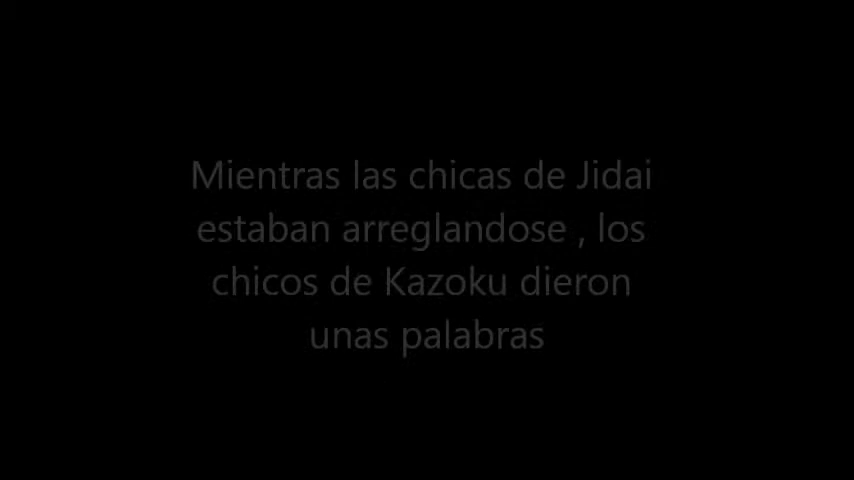 Mientras las chicas de Jidai
estaban arreglandose , los
chicos de Kazoku dieron
unas palabras